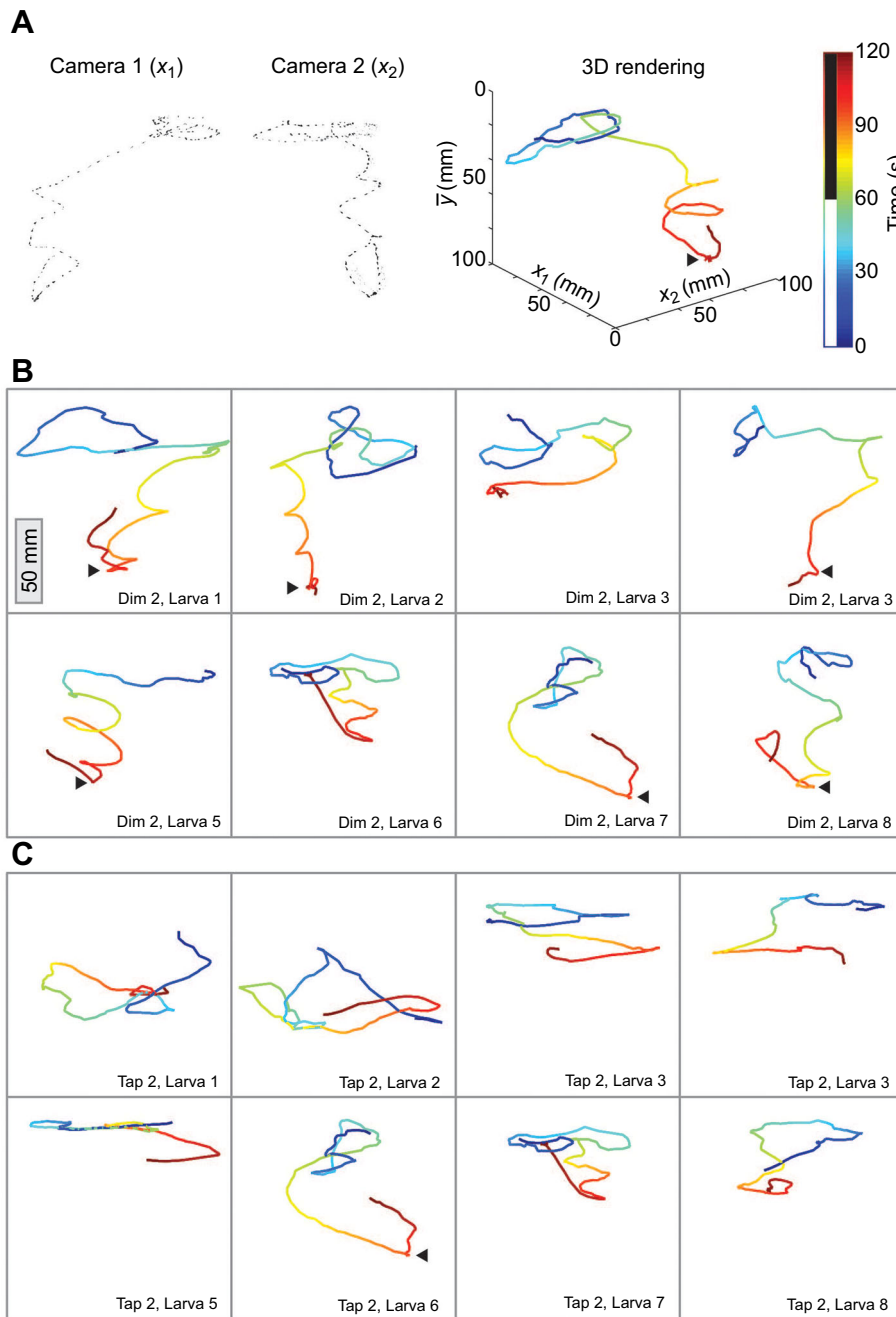 A
Camera 1 (x₁)
Camera 2 (x₂)
3D rendering
0
50
100
y̅ (mm)
x₁ (mm)
50
0
x₂ (mm)
50
100
120
90
60
30
0
Time (s)
B
50 mm
Dim 2, Larva 1
Dim 2, Larva 2
Dim 2, Larva 3
Dim 2, Larva 3
Dim 2, Larva 5
Dim 2, Larva 6
Dim 2, Larva 7
Dim 2, Larva 8
C
Tap 2, Larva 1
Tap 2, Larva 2
Tap 2, Larva 3
Tap 2, Larva 3
Tap 2, Larva 5
Tap 2, Larva 6
Tap 2, Larva 7
Tap 2, Larva 8